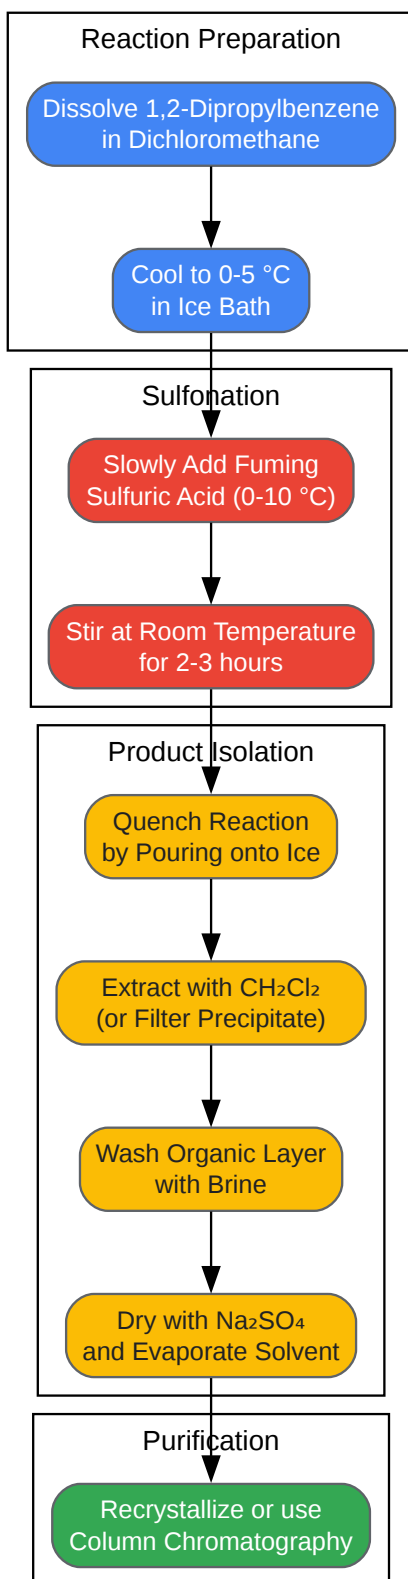 Reaction Preparation
Dissolve 1,2-Dipropylbenzene
in Dichloromethane
Cool to 0-5 °C
in Ice Bath
Sulfonation
Slowly Add Fuming
Sulfuric Acid (0-10 °C)
Stir at Room Temperature
for 2-3 hours
Product Isolation
Quench Reaction
by Pouring onto Ice
Extract with CH₂Cl₂
(or Filter Precipitate)
Wash Organic Layer
with Brine
Dry with Na₂SO₄
and Evaporate Solvent
Purification
Recrystallize or use
Column Chromatography